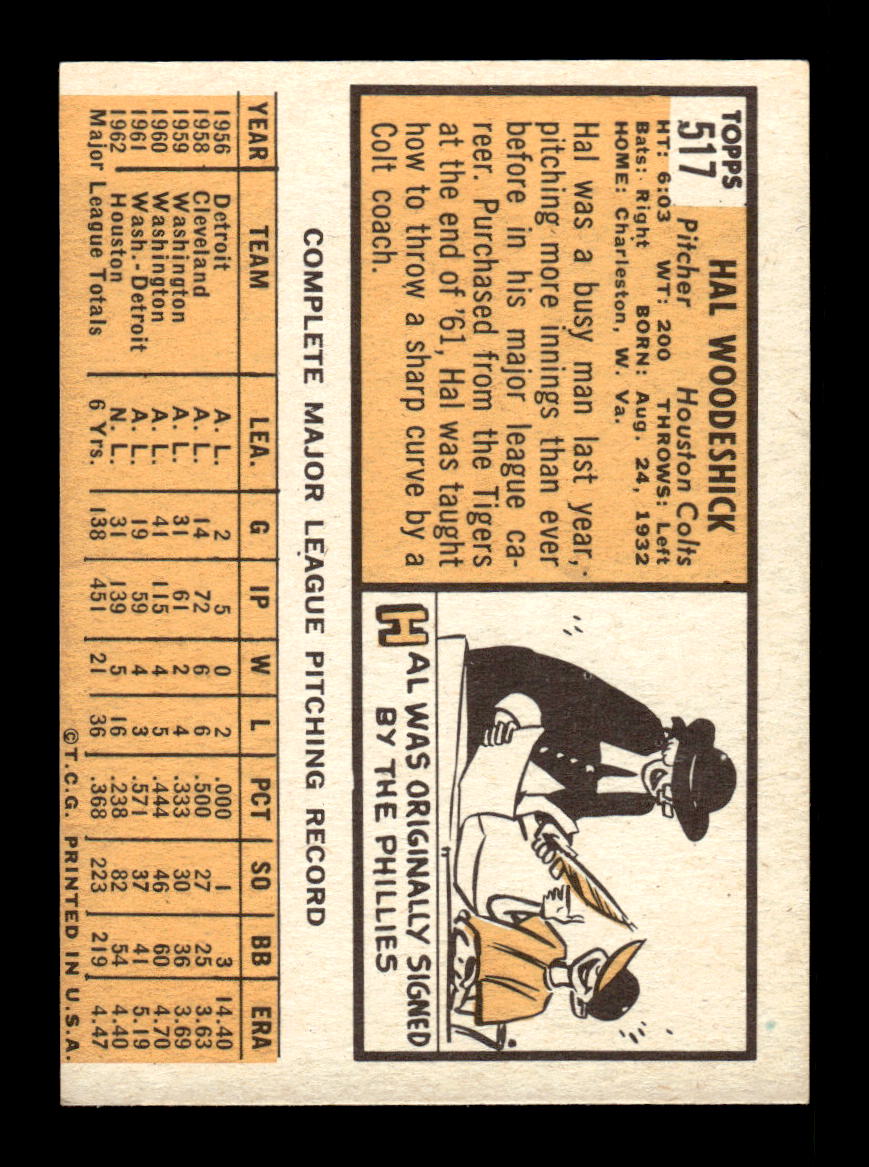 TOPPS
517
HAL WOODESHICK
Pitcher Houston Colts
HT: 6:03 WT: 200 THROWS: Left
Bats: Right BORN: Aug. 24, 1932
HOME: Charleston, W. Va.
Hal was a busy man last year,
pitching more innings than ever
before in his major league ca-
reer. Purchased from the Tigers
at the end of '61, Hal was taught
how to throw a sharp curve by a
Colt coach.
HAL WAS ORIGINALLY SIGNED
BY THE PHILLIES
COMPLETE MAJOR LEAGUE PITCHING RECORD
YEAR TEAM LEA. G IP W L PCT SO BB ERA
1956 Detroit A. L. 2 5 0 2 .000 1 3 14.40
1958 Cleveland A. L. 14 72 6 6 .500 27 25 3.63
1959 Washington A. L. 31 61 2 4 .333 30 36 3.69
1960 Washington A. L. 41 115 4 5 .444 46 60 4.70
1961 Wash.-Detroit A. L. 19 59 4 3 .571 37 41 5.19
1962 Houston N. L. 31 139 5 16 .238 82 54 4.40
Major League Totals 6 Yrs. 138 451 21 36 .368 223 219 4.47
©T.C.G. PRINTED IN U.S.A.